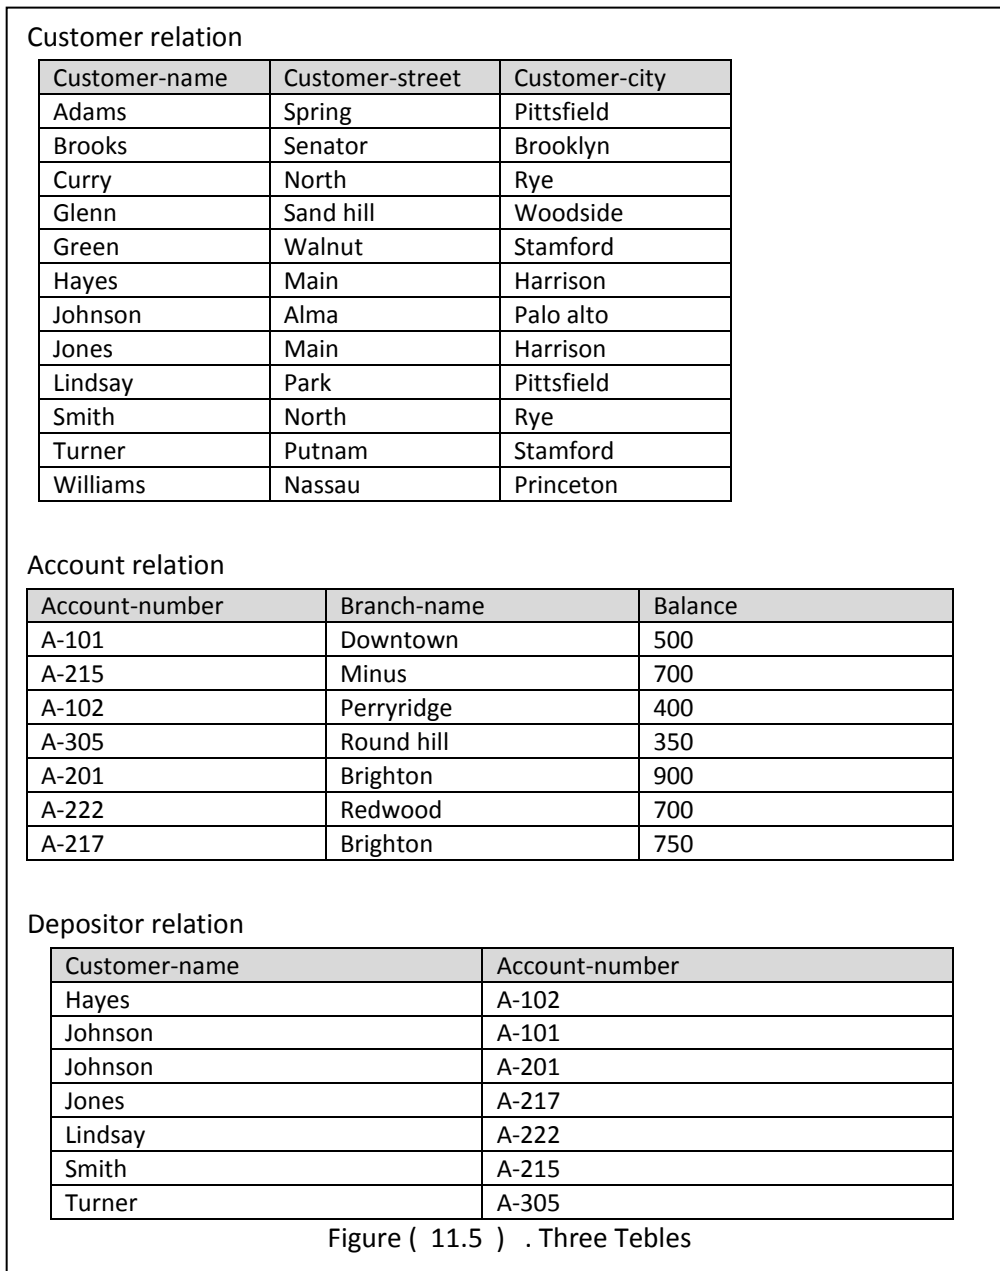 Customer relation
Customer-name Customer-street Customer-city
Adams Spring Pittsfield
Brooks Senator Brooklyn
Curry North Rye
Glenn Sand hill Woodside
Green Walnut Stamford
Hayes Main Harrison
Johnson Alma Palo alto
Jones Main Harrison
Lindsay Park Pittsfield
Smith North Rye
Turner Putnam Stamford
Williams Nassau Princeton
Account relation
Account-number Branch-name Balance
A-101 Downtown 500
A-215 Minus 700
A-102 Perryridge 400
A-305 Round hill 350
A-201 Brighton 900
A-222 Redwood 700
A-217 Brighton 750
Depositor relation
Customer-name Account-number
Hayes A-102
Johnson A-101
Johnson A-201
Jones A-217
Lindsay A-222
Smith A-215
Turner A-305
Figure ( 11.5 ) . Three Tebles